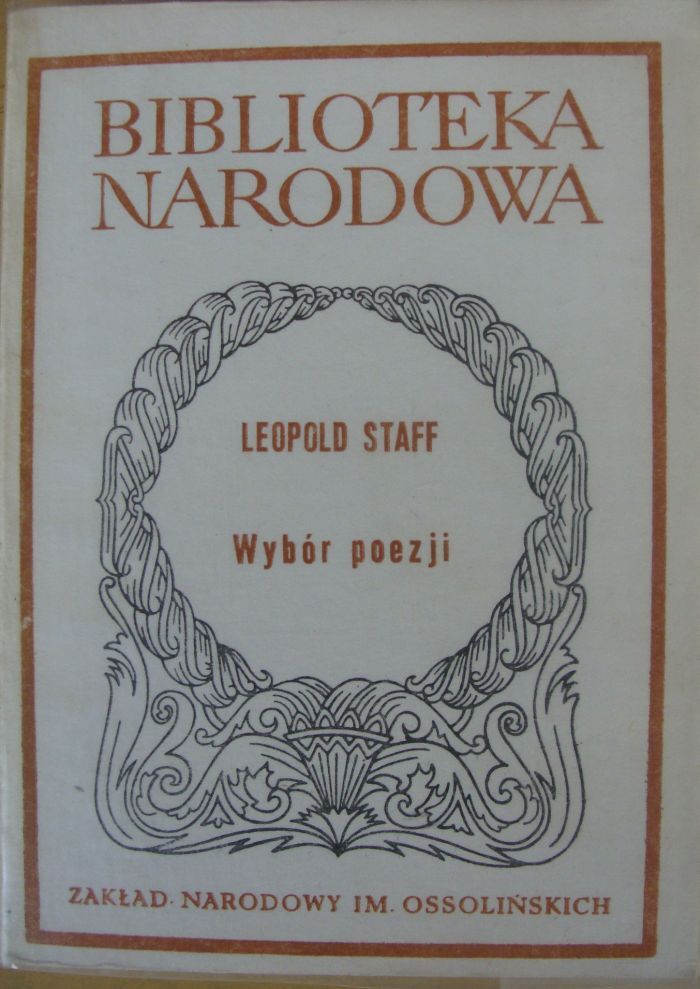 BIBLIOTEKA
NARODOWA
LEOPOLD STAFF
Wybór poezji
ZAKŁAD NARODOWY IM. OSSOLIŃSKICH